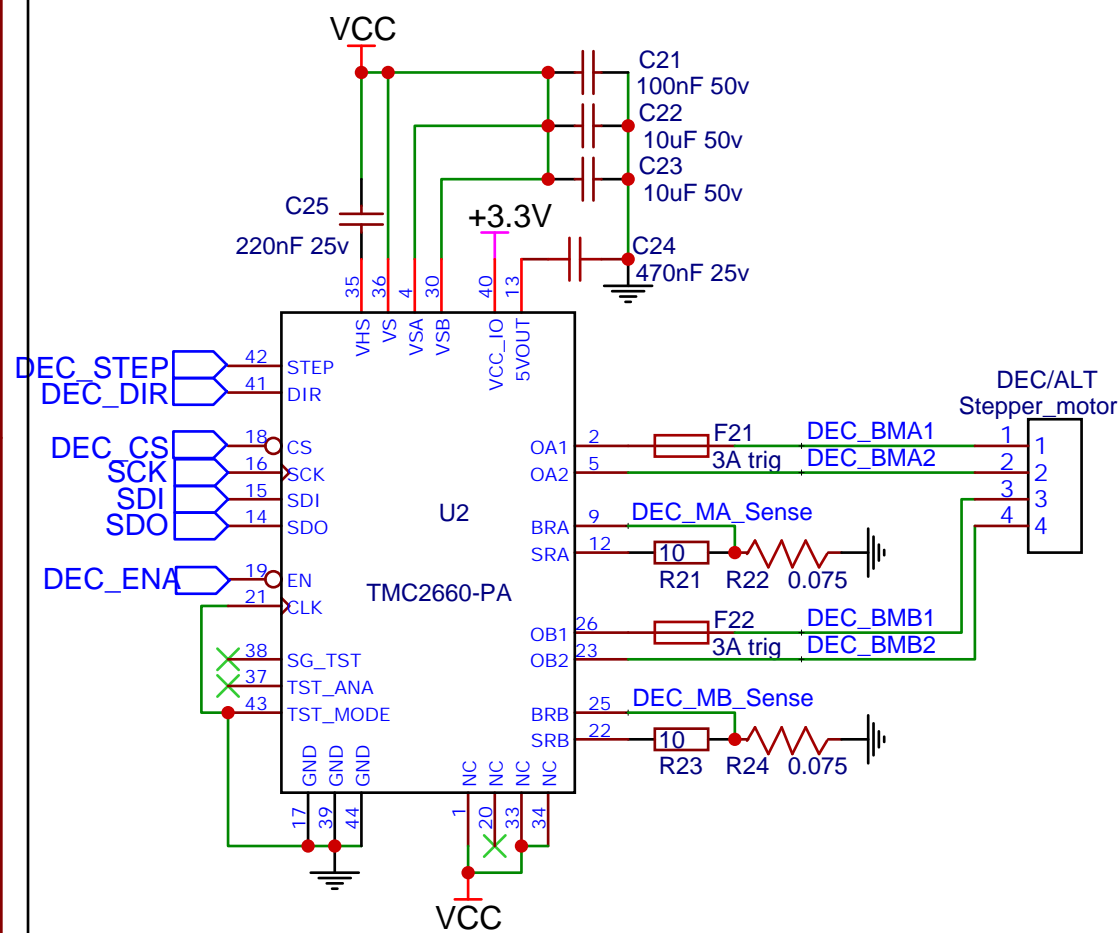 VCC
C21
100nF 50v
C22
10uF 50v
C23
10uF 50v
C25
220nF 25v
+3.3V
C24
470nF 25v
35
36
4
30
40
13
VHS
VS
VSA
VSB
VCC_IO
5VOUT
DEC_STEP 42 STEP
DEC_DIR 41 DIR
DEC_CS 18 CS
SCK 16 SCK
SDI 15 SDI
SDO 14 SDO
DEC_ENA 19 EN
21 CLK
38 SG_TST
37 TST_ANA
43 TST_MODE
U2
TMC2660-PA
DEC/ALT
Stepper_motor
OA1 2 F21 DEC_BMA1 1 1
3A trig
OA2 5 DEC_BMA2 2 2
3 3
4 4
BRA 9 DEC_MA_Sense
SRA 12 10
R21 R22 0.075
OB1 26 F22 DEC_BMB1
3A trig
OB2 23 DEC_BMB2
BRB 25 DEC_MB_Sense
SRB 22 10
R23 R24 0.075
GND
GND
GND
NC
NC
NC
NC
17
39
44
1
20
33
34
VCC